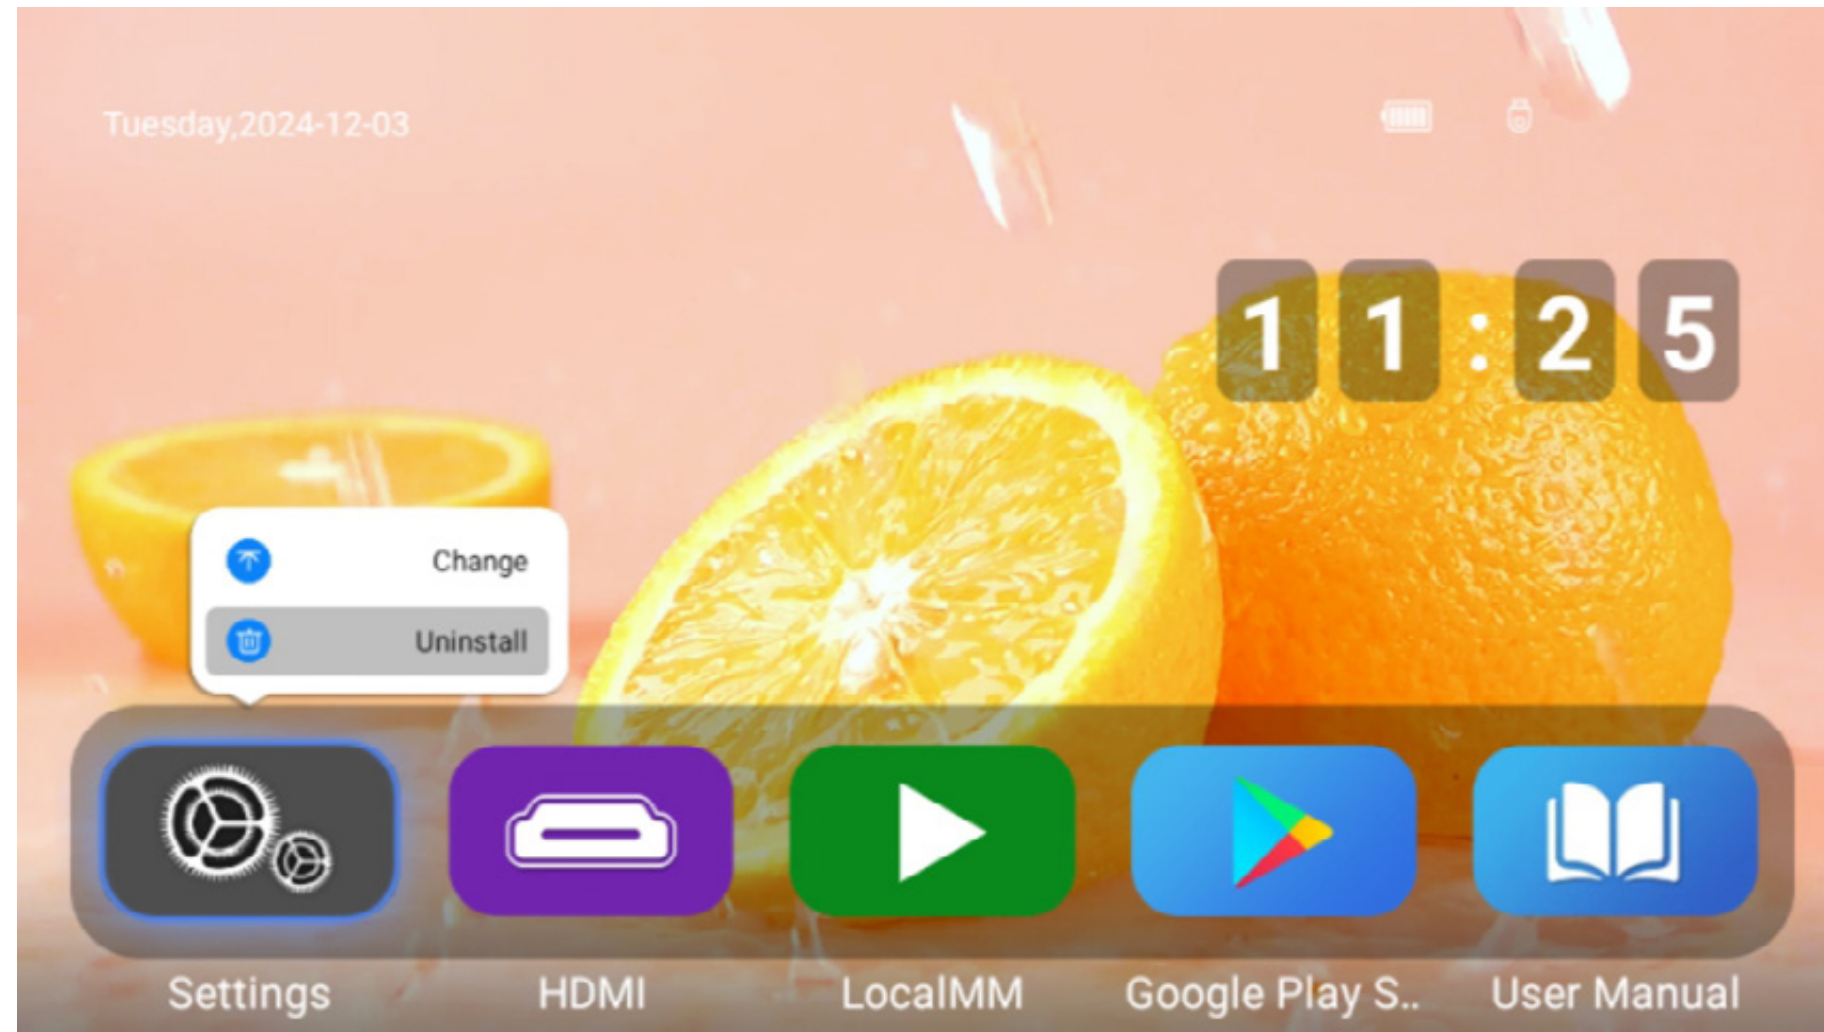 Tuesday,2024-12-03
11:25
Change
Uninstall
Settings
HDMI
LocalMM
Google Play S..
User Manual